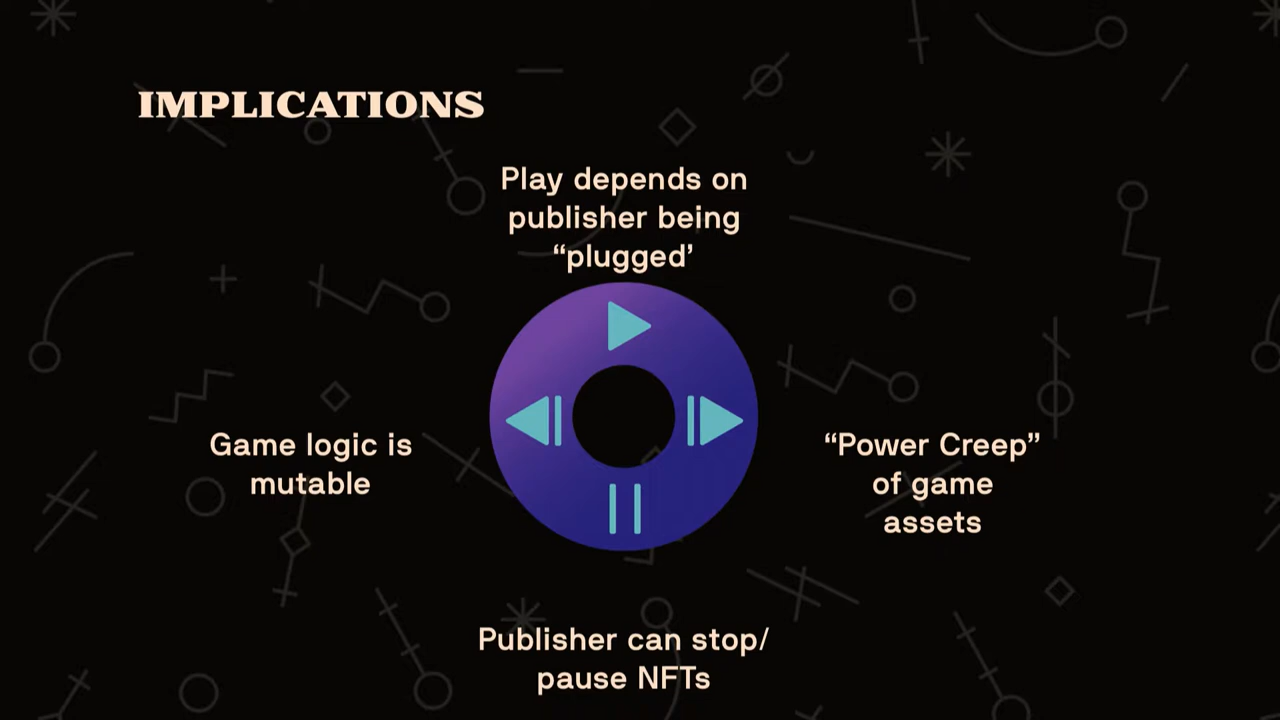 IMPLICATIONS
Play depends on
publisher being
“plugged’
Game logic is
mutable
“Power Creep”
of game
assets
Publisher can stop/
pause NFTs